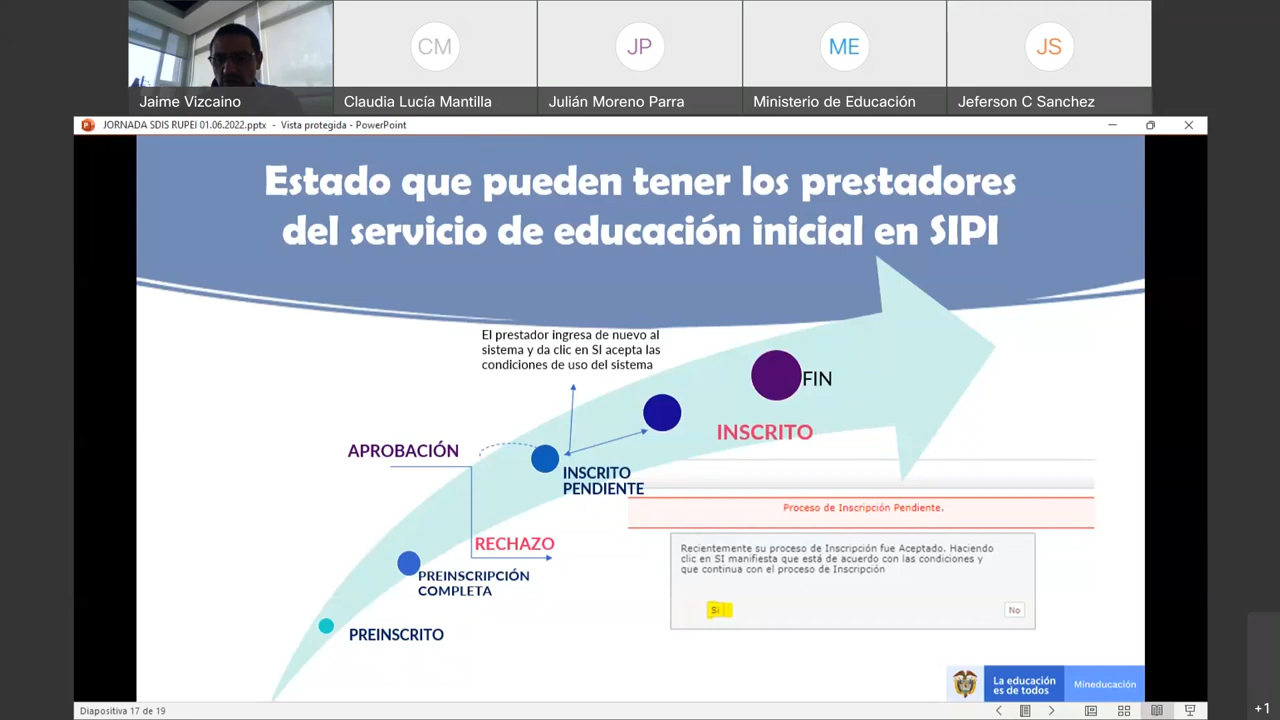 CM
JP
ME
JS
Jaime Vizcaino
Claudia Lucía Mantilla
Julián Moreno Parra
Ministerio de Educación
Jeferson C Sanchez
JORNADA SDIS RUPEI 01.06.2022.pptx - Vista protegida - PowerPoint
Estado que pueden tener los prestadores
del servicio de educación inicial en SIPI
El prestador ingresa de nuevo al
sistema y da clic en SI acepta las
condiciones de uso del sistema
FIN
INSCRITO
APROBACIÓN
INSCRITO
PENDIENTE
Proceso de Inscripción Pendiente.
RECHAZO
Recientemente su proceso de Inscripción fue Aceptado. Haciendo
clic en SI manifiesta que está de acuerdo con las condiciones y
que continua con el proceso de Inscripción
PREINSCRIPCIÓN
COMPLETA
Si
No
PREINSCRITO
La educación
es de todos
Mineducación
Diapositiva 17 de 19
+1